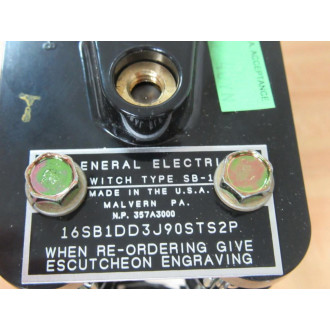 ENERAL ELECTRI
WITCH TYPE SB-1
MADE IN THE U.S.A.
MALVERN PA.
N.P. 357A3000
16SB1DD3J90STS2P
WHEN RE-ORDERING GIVE
ESCUTCHEON ENGRAVING
ACCEPTANCE